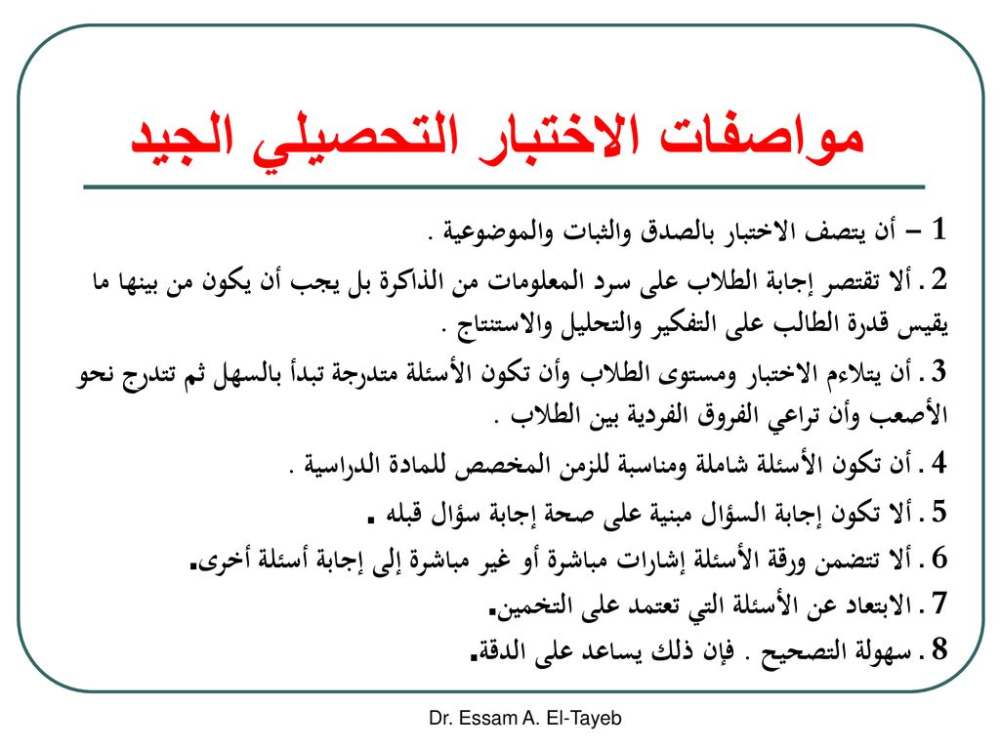 مواصفات الاختبار التحصيلي الجيد
1 – أن يتصف الاختبار بالصدق والثبات والموضوعية .
2 . ألا تقتصر إجابة الطلاب على سرد المعلومات من الذاكرة بل يجب أن يكون من بينها ما
يقيس قدرة الطالب على التفكير والتحليل والاستنتاج .
3 . أن يتلاءم الاختبار ومستوى الطلاب وأن تكون الأسئلة متدرجة تبدأ بالسهل ثم تتدرج نحو
الأصعب وأن تراعي الفروق الفردية بين الطلاب .
4 . أن تكون الأسئلة شاملة ومناسبة للزمن المخصص للمادة الدراسية .
5 . ألا تكون إجابة السؤال مبنية على صحة إجابة سؤال قبله .
6 . ألا تتضمن ورقة الأسئلة إشارات مباشرة أو غير مباشرة إلى إجابة أسئلة أخرى.
7 . الابتعاد عن الأسئلة التي تعتمد على التخمين.
8 . سهولة التصحيح . فإن ذلك يساعد على الدقة.
Dr. Essam A. El-Tayeb